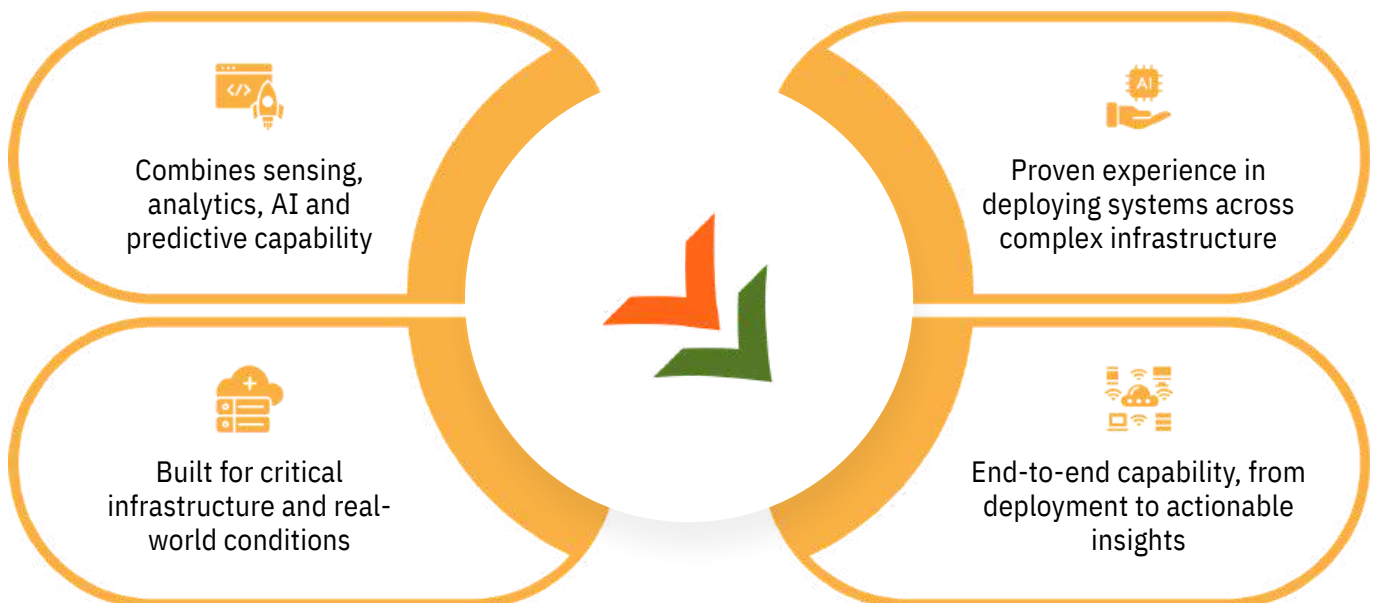 Combines sensing,
analytics, AI and
predictive capability
AI
Proven experience in
deploying systems across
complex infrastructure
Built for critical
infrastructure and real-
world conditions
End-to-end capability, from
deployment to actionable
insights